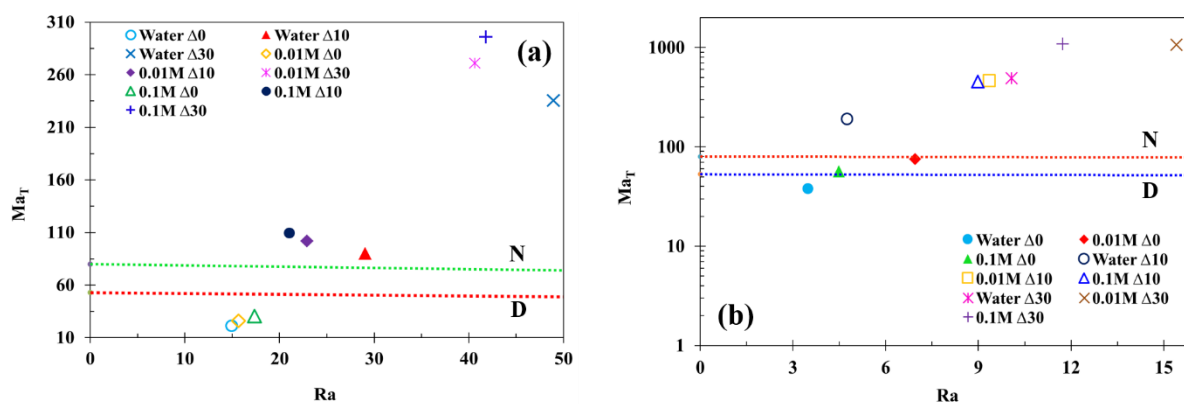 310
260
210
160
110
60
10
Ma_T
Water Δ0 Water Δ10
Water Δ30 0.01M Δ0
0.01M Δ10 0.01M Δ30
0.1M Δ0 0.1M Δ10
0.1M Δ30
(a)
N
D
0 10 20 30 40 50
Ra
1000
100
10
1
Ma_T
N
D
Water Δ0 0.01M Δ0
0.1M Δ0 Water Δ10
0.01M Δ10 0.1M Δ10
Water Δ30 0.01M Δ30
0.1M Δ30
(b)
0 3 6 9 12 15
Ra